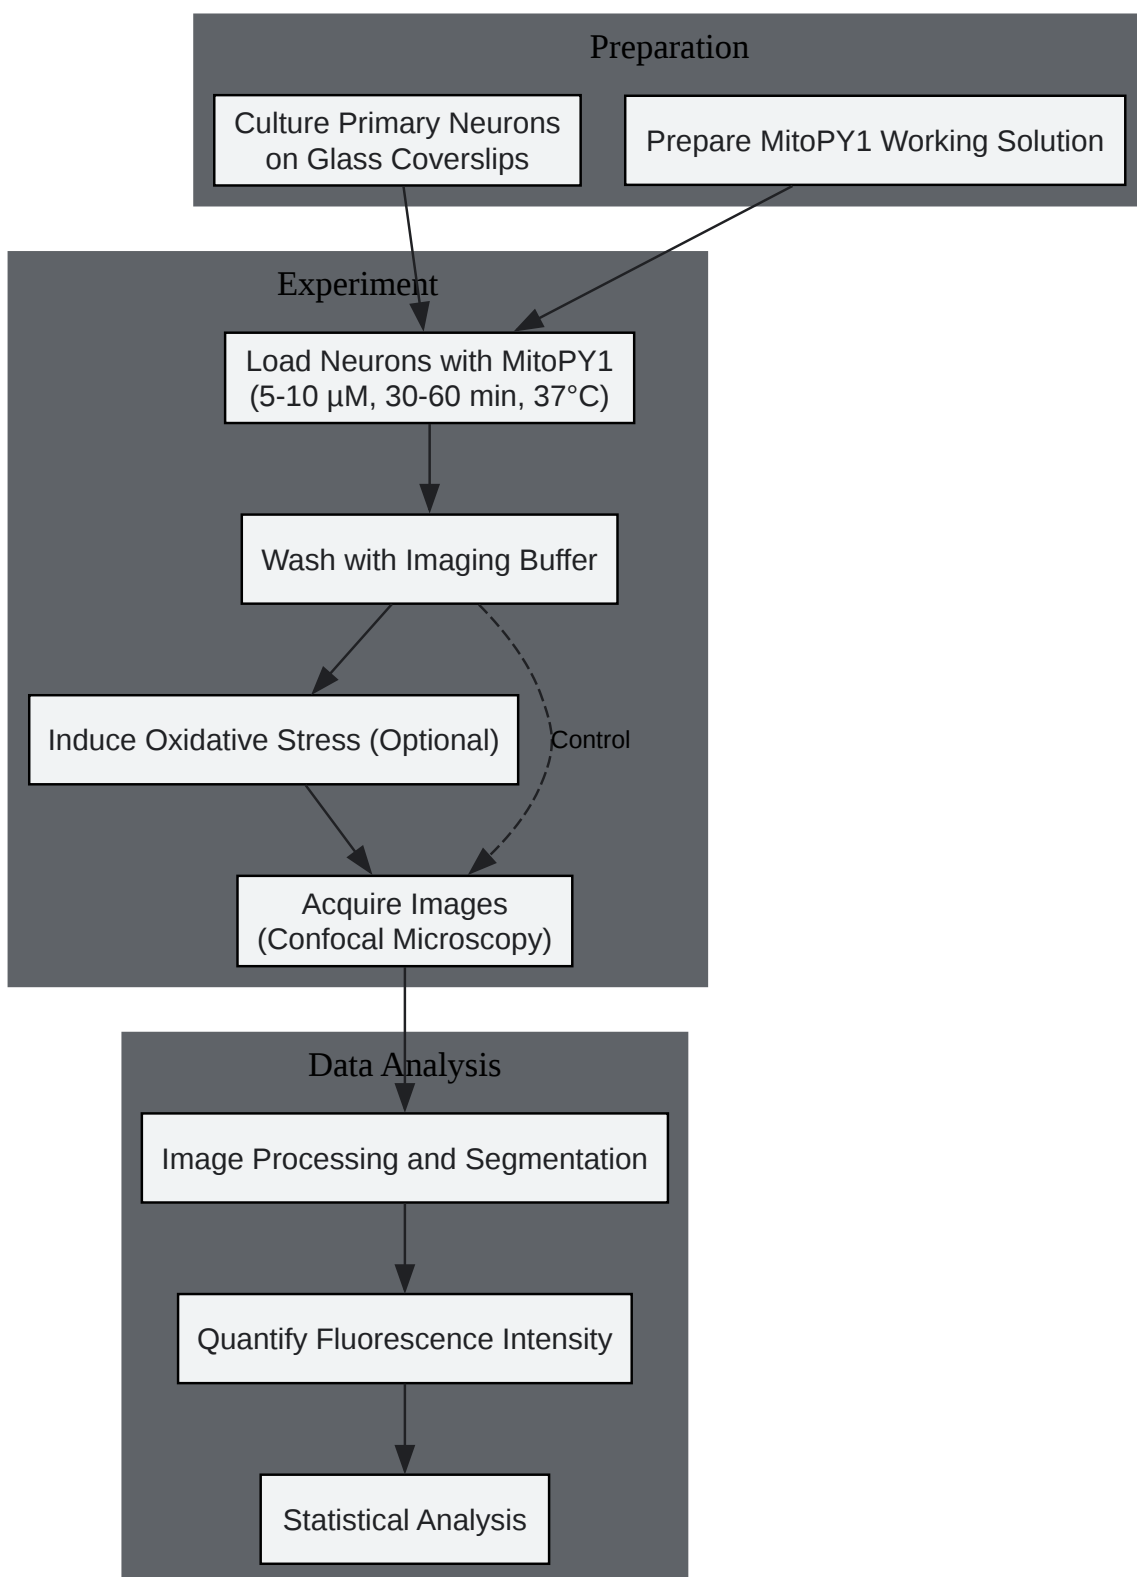 Preparation
Culture Primary Neurons
on Glass Coverslips
Prepare MitoPY1 Working Solution
Experiment
Load Neurons with MitoPY1
(5-10 µM, 30-60 min, 37°C)
Wash with Imaging Buffer
Induce Oxidative Stress (Optional)
Control
Acquire Images
(Confocal Microscopy)
Data Analysis
Image Processing and Segmentation
Quantify Fluorescence Intensity
Statistical Analysis